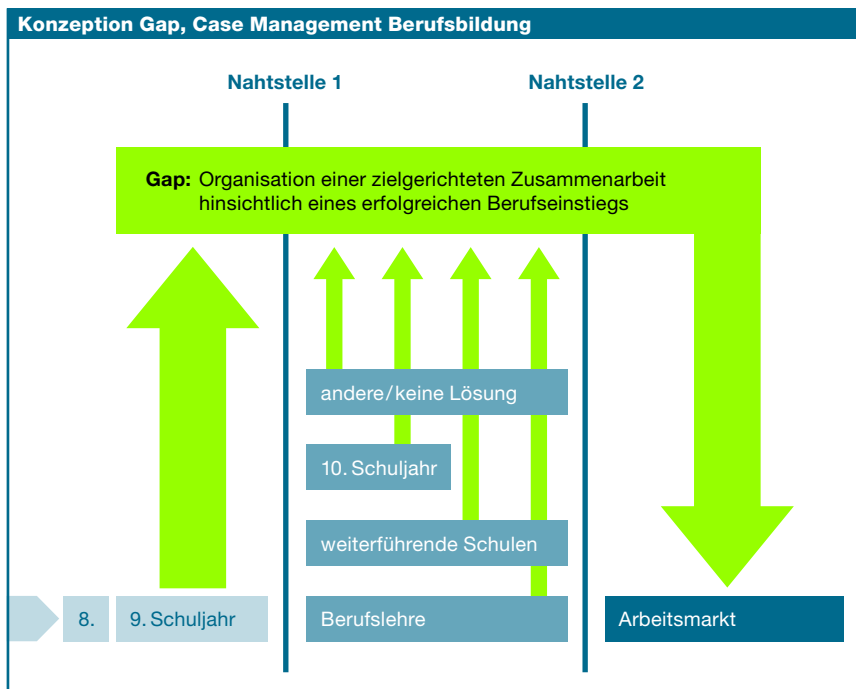 Konzeption Gap, Case Management Berufsbildung
Nahtstelle 1
Nahtstelle 2
Gap: Organisation einer zielgerichteten Zusammenarbeit
hinsichtlich eines erfolgreichen Berufseinstiegs
andere/keine Lösung
10. Schuljahr
weiterführende Schulen
8.
9. Schuljahr
Berufslehre
Arbeitsmarkt